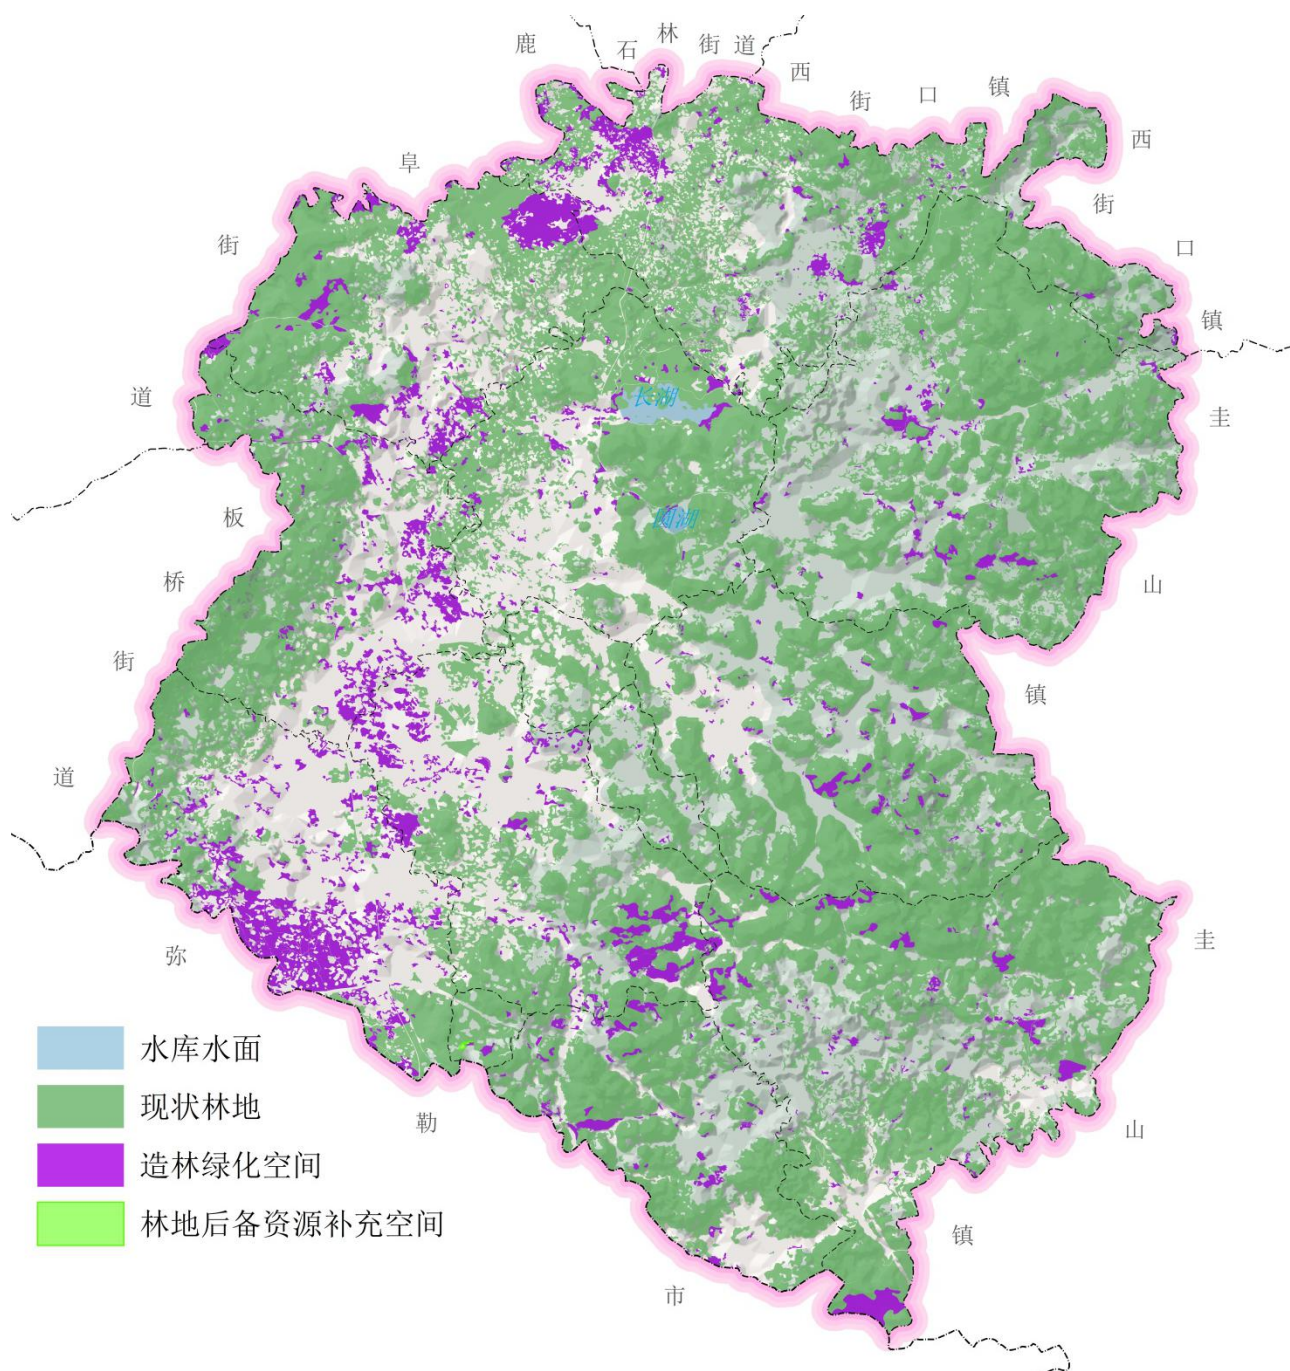 鹿阜街道
石林街道
西街口镇
西街口镇
圭山镇
板桥街道
长湖
圆湖
圭山镇
弥勒市
水库水面
现状林地
造林绿化空间
林地后备资源补充空间